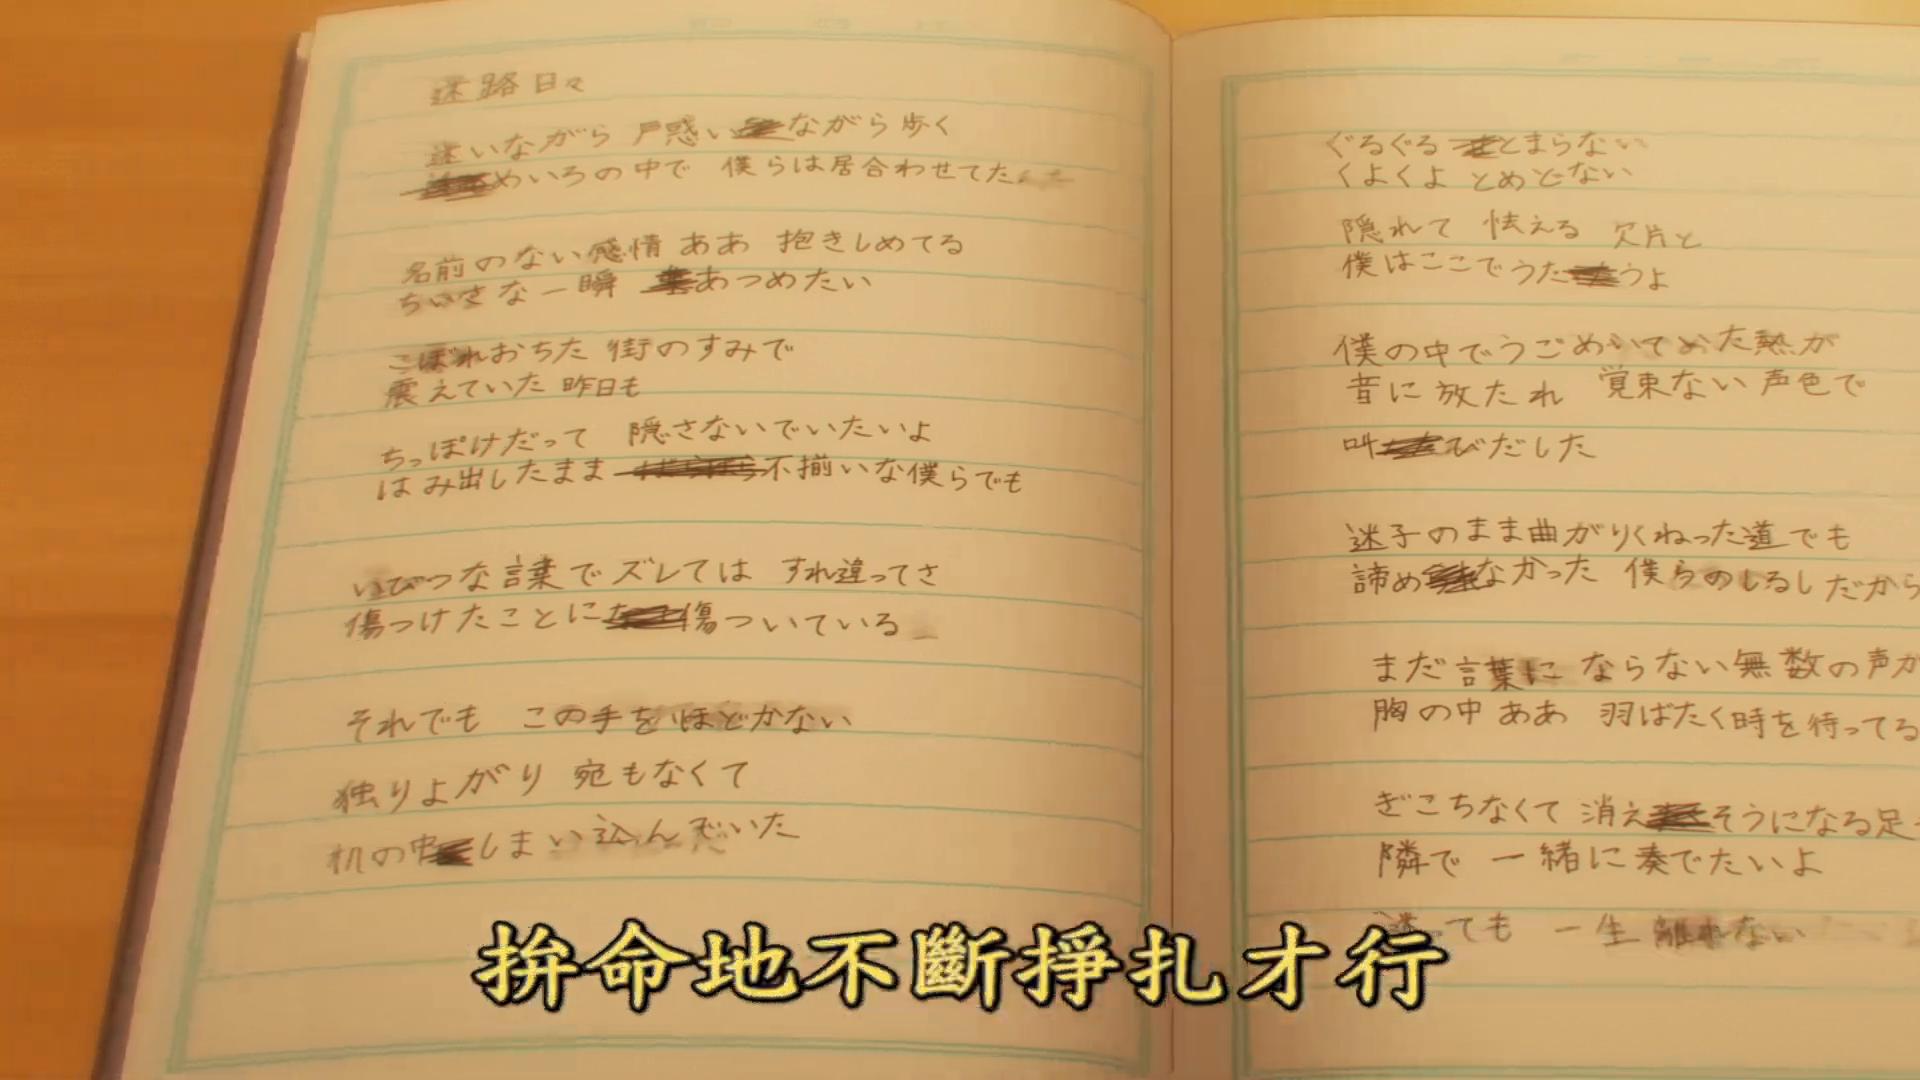 迷路日々
迷いながら 戸惑いながら歩く
めいろの中で 僕らは居合わせてた
名前のない感情 ああ 抱きしめてる
ちいさな一瞬 あつめたい
こぼれおちた 街のすみで
震えていた 昨日も
ちっぽけだって 隠さないでいたいよ
はみ出したまま ばらばら不揃いな僕らでも
いびつな言葉でズレては すれ違ってさ
傷つけたことに傷ついている
それでも この手をほどかない
独りよがり 宛もなくて
机の中しまい込んでいた
ぐるぐる とまらない
くよくよ とめどない
隠れて 怯える 欠片と
僕はここでうたうよ
僕の中でうごめいてた熱が
音に放たれ 覚束ない声色で
叫びだした
迷子のまま曲がりくねった道でも
諦めなかった 僕らのしるしだから
まだ言葉に ならない無数の声が
胸の中 ああ 羽ばたく時を待ってる
ぎこちなくて 消えそうになる足
隣で 一緒に奏でたいよ
迷っても 一生 離れない
拚命地不斷掙扎才行